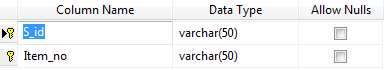 Column Name Data Type Allow Nulls
S_id varchar(50)
Item_no varchar(50)